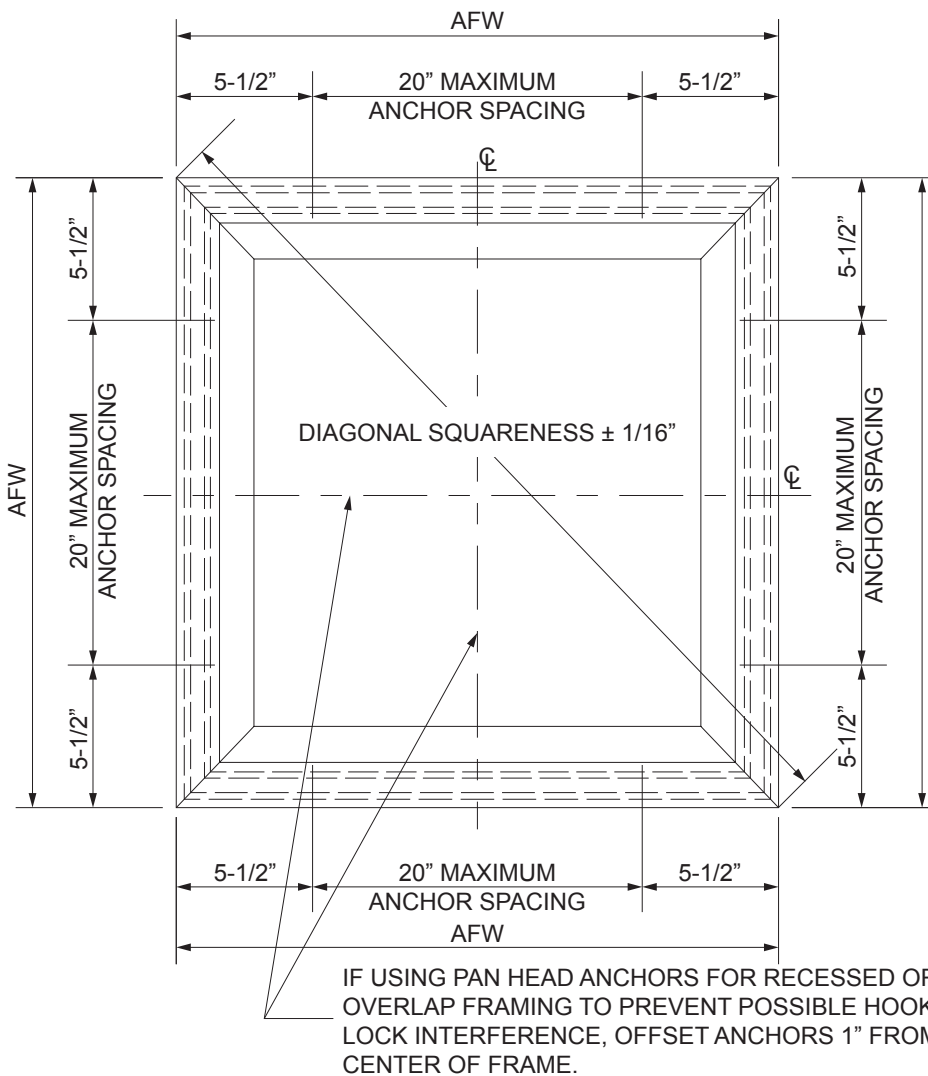 AFW
5-1/2”
20” MAXIMUM
ANCHOR SPACING
5-1/2”
℄
5-1/2”
5-1/2”
DIAGONAL SQUARENESS ± 1/16”
AFW
20” MAXIMUM
ANCHOR SPACING
℄
20” MAXIMUM
ANCHOR SPACING
5-1/2”
5-1/2”
5-1/2”
20” MAXIMUM
ANCHOR SPACING
5-1/2”
AFW
IF USING PAN HEAD ANCHORS FOR RECESSED
OVERLAP FRAMING TO PREVENT POSSIBLE HOOK
LOCK INTERFERENCE, OFFSET ANCHORS 1” FROM
CENTER OF FRAME.